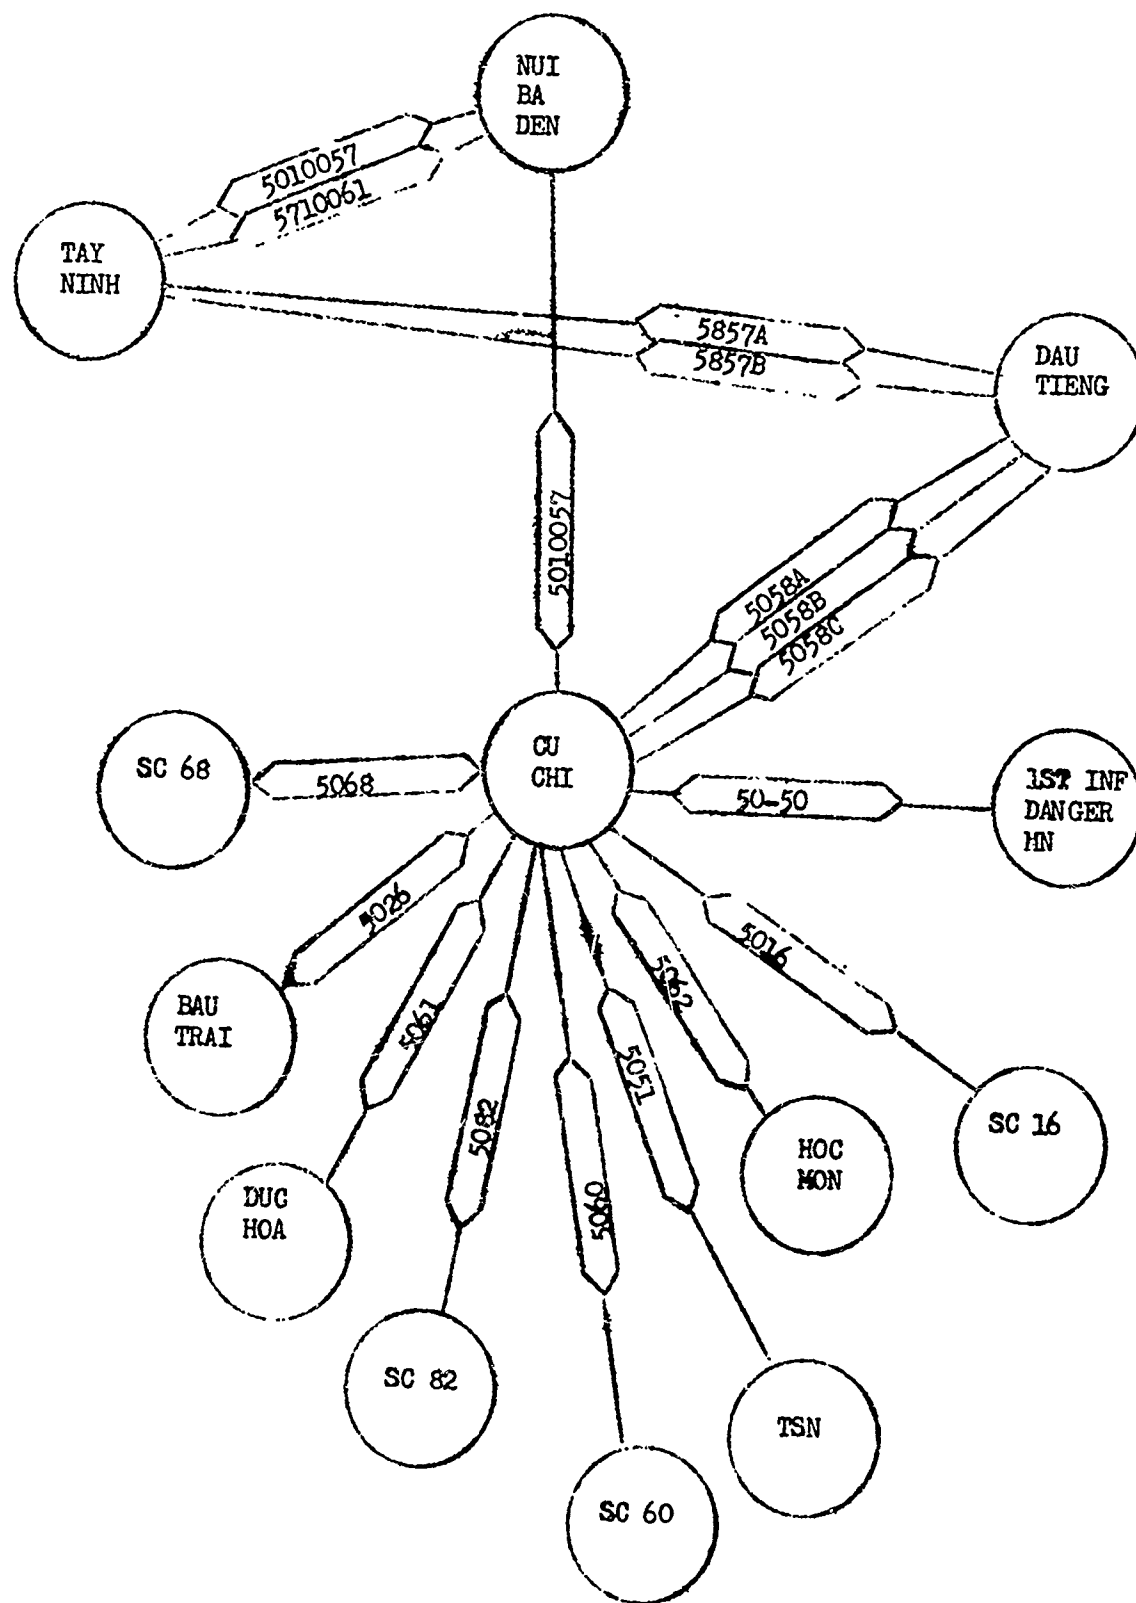 NUI
BA
DEN
5010057
5710061
TAY
NINH
5857A
5857B
DAU
TIENG
5010057
5058A
5058B
5058C
CU
CHI
SC 68
5068
50-50
1ST INF
DANGER
MN
5026
5061
5082
5060
5051
5062
5016
BAU
TRAI
DUC
HOA
SC 82
SC 60
TSN
HOC
MON
SC 16